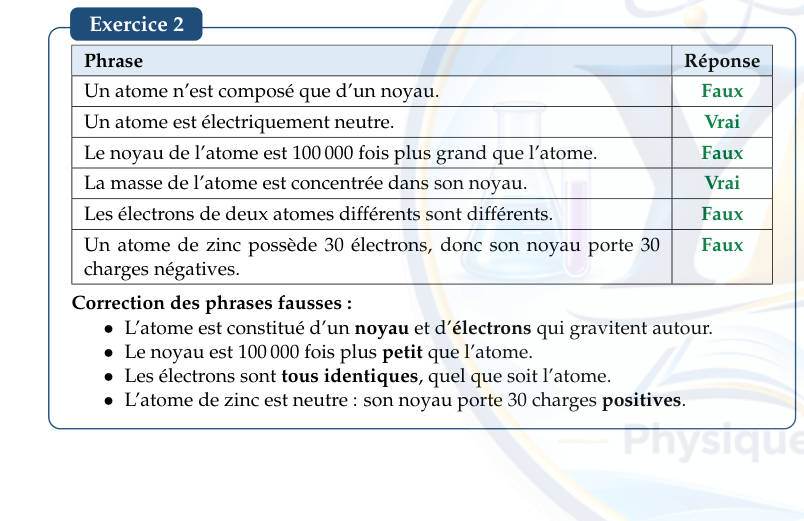 Exercice 2
Phrase Réponse
Un atome n'est composé que d'un noyau. Faux
Un atome est électriquement neutre. Vrai
Le noyau de l'atome est 100 000 fois plus grand que l'atome. Faux
La masse de l'atome est concentrée dans son noyau. Vrai
Les électrons de deux atomes différents sont différents. Faux
Un atome de zinc possède 30 électrons, donc son noyau porte 30 Faux
charges négatives.
Correction des phrases fausses :
• L'atome est constitué d'un noyau et d'électrons qui gravitent autour.
• Le noyau est 100 000 fois plus petit que l'atome.
• Les électrons sont tous identiques, quel que soit l'atome.
• L'atome de zinc est neutre : son noyau porte 30 charges positives.
Physique